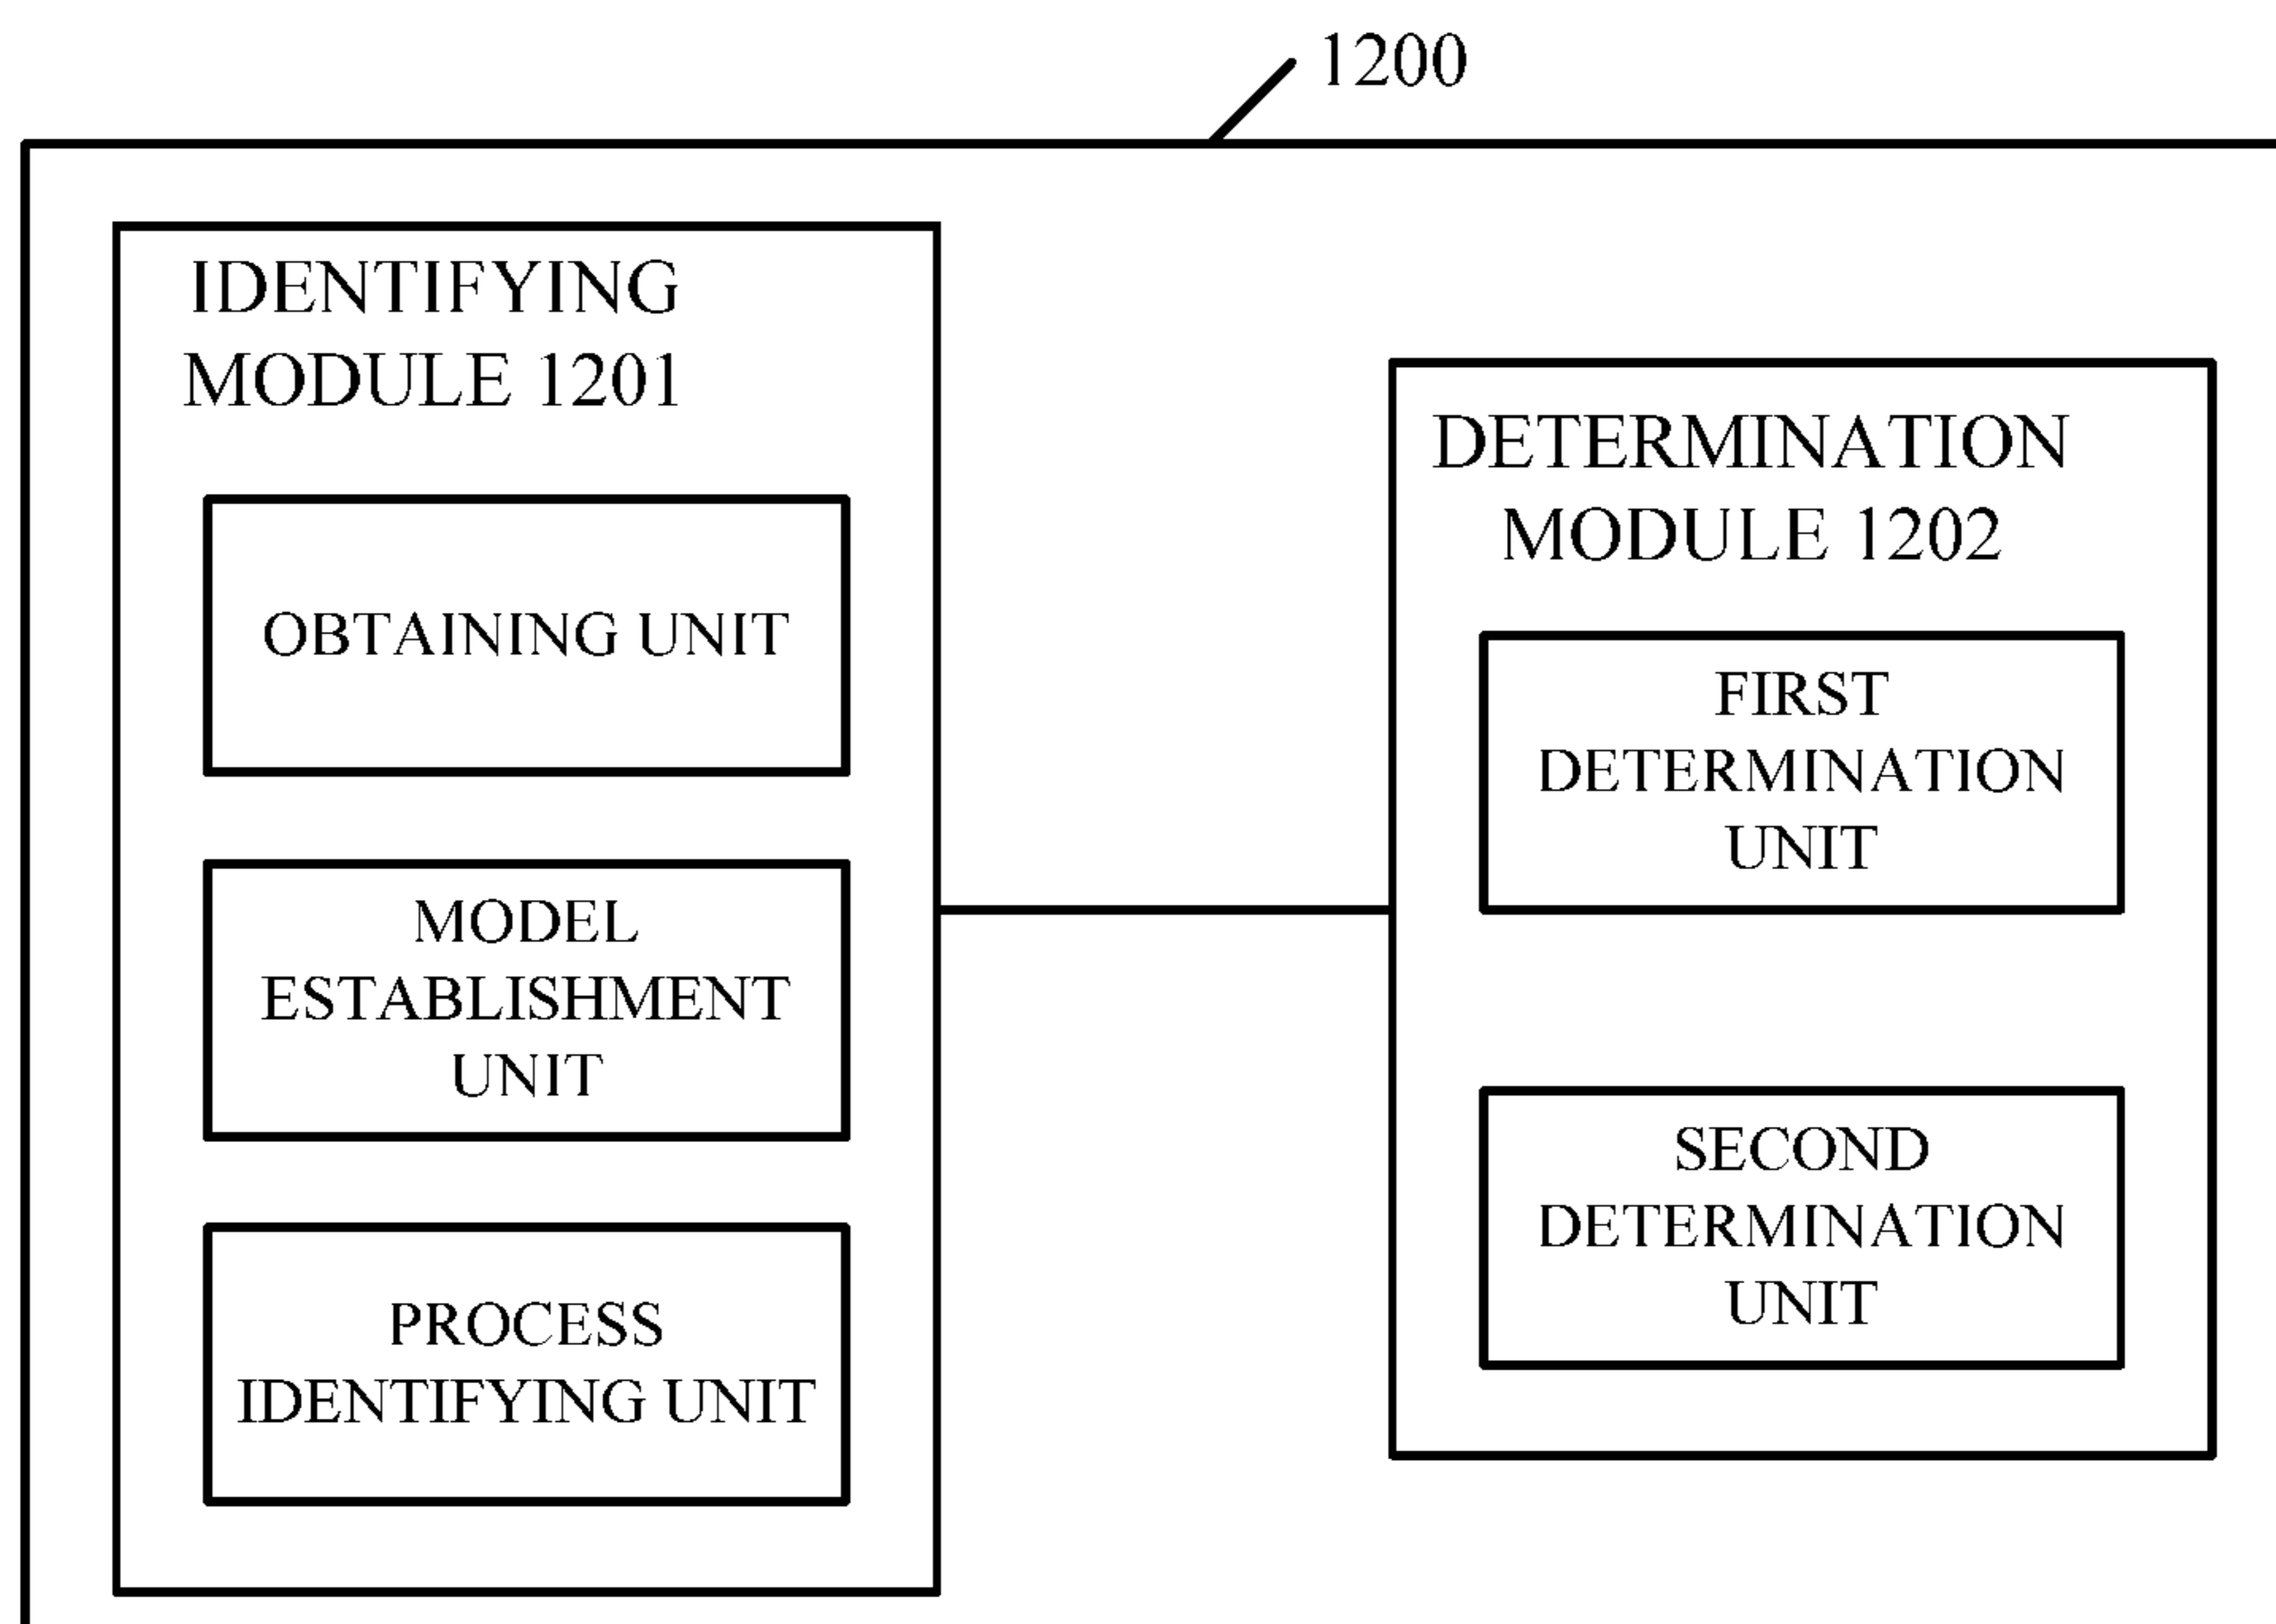 1200
IDENTIFYING
MODULE 1201
OBTAINING UNIT
MODEL
ESTABLISHMENT
UNIT
PROCESS
IDENTIFYING UNIT
DETERMINATION
MODULE 1202
FIRST
DETERMINATION
UNIT
SECOND
DETERMINATION
UNIT